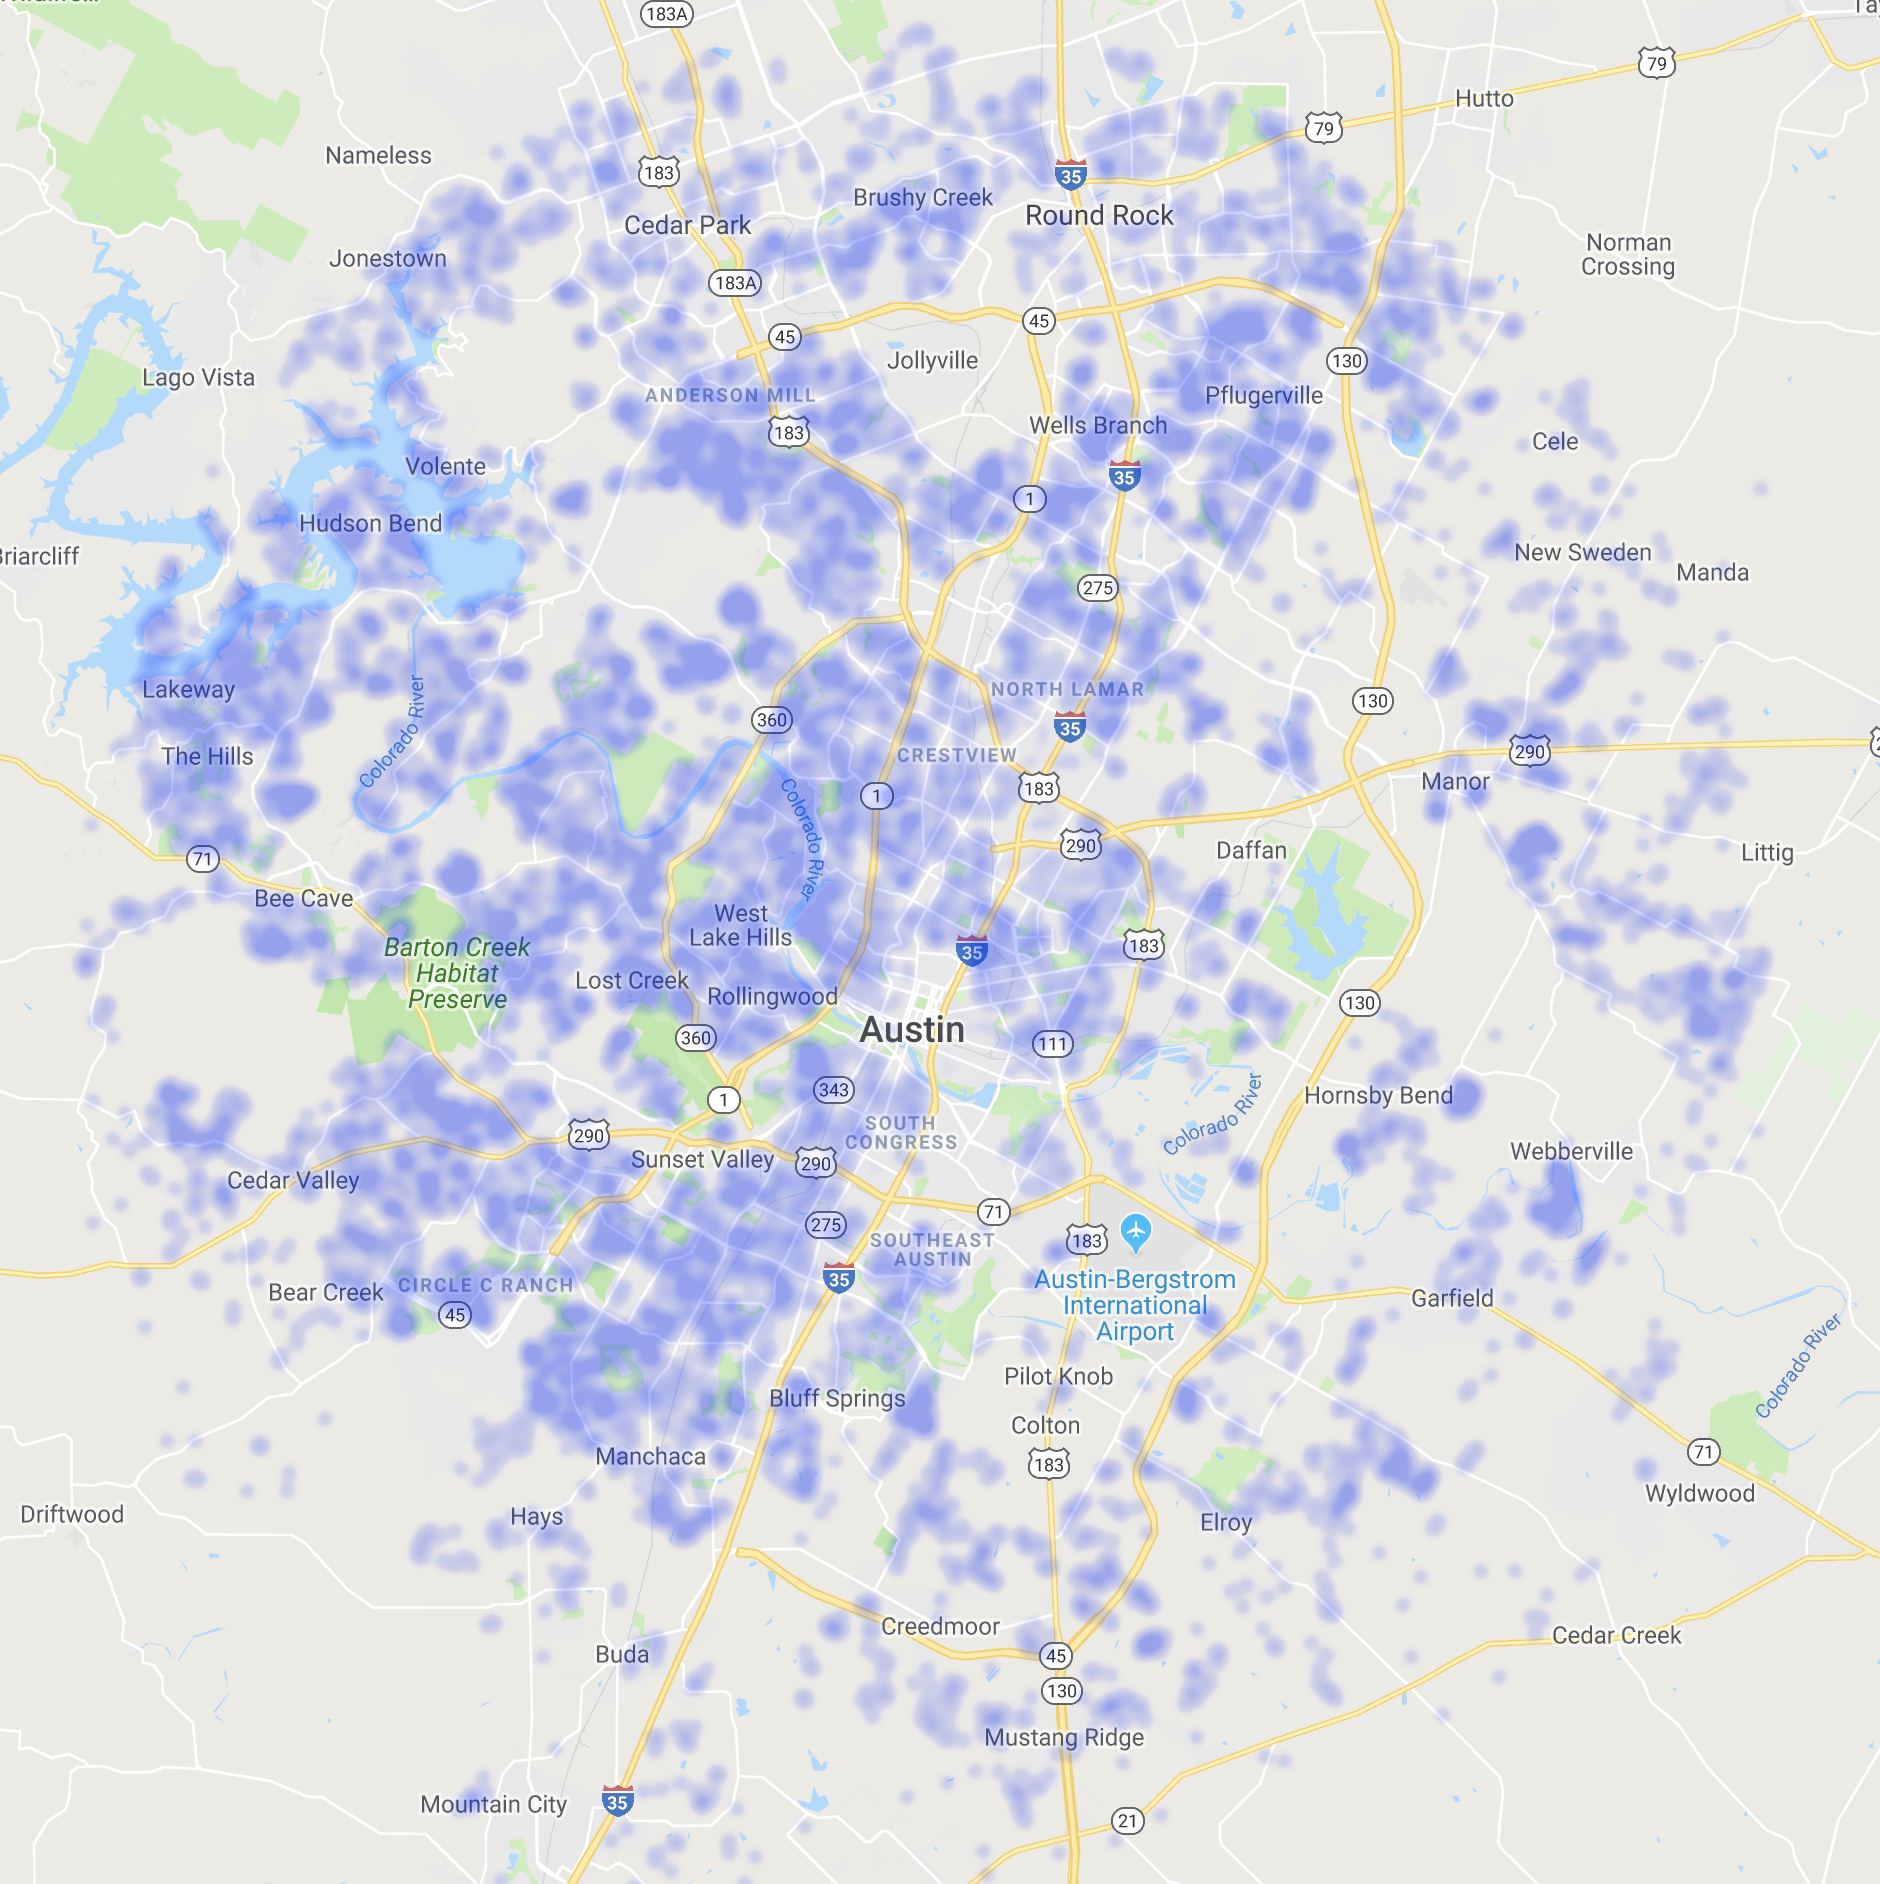 183A
79
Hutto
79
Nameless
183
35
Brushy Creek
Cedar Park
Round Rock
Norman
Crossing
Jonestown
183A
45
45
Jollyville
130
Lago Vista
ANDERSON MILL
Pflugerville
183
Wells Branch
Cele
Volente
35
1
Hudson Bend
New Sweden
Briarcliff
Manda
275
Lakeway
NORTH LAMAR
130
Colorado River
360
35
290
The Hills
CRESTVIEW
Manor
183
1
Colorado River
290
Daffan
Littig
71
Bee Cave
West
Lake Hills
Barton Creek
Habitat
Preserve
35
183
Lost Creek
Rollingwood
130
Austin
360
111
343
1
Hornsby Bend
Colorado River
SOUTH
CONGRESS
290
Sunset Valley
290
Webberville
Cedar Valley
71
275
SOUTHEAST
AUSTIN
183
35
Austin-Bergstrom
International
Airport
Bear Creek
CIRCLE C RANCH
45
Garfield
Colorado River
Pilot Knob
Bluff Springs
Colton
Manchaca
183
71
Wyldwood
Driftwood
Hays
Elroy
Creedmoor
Cedar Creek
Buda
45
130
Mustang Ridge
Mountain City
35
21